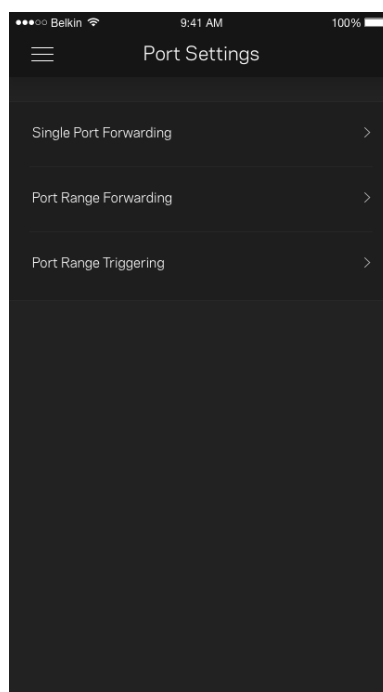 Belkin 9:41 AM 100%
Port Settings
Single Port Forwarding
Port Range Forwarding
Port Range Triggering